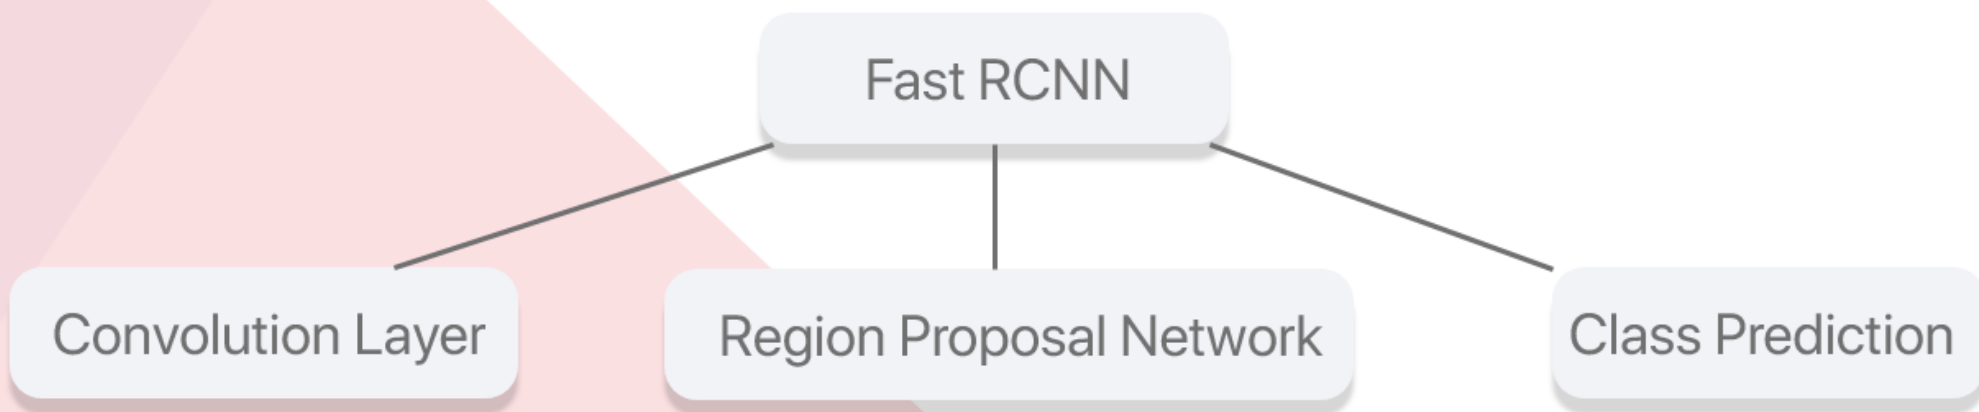 Fast RCNN
Convolution Layer
Region Proposal Network
Class Prediction